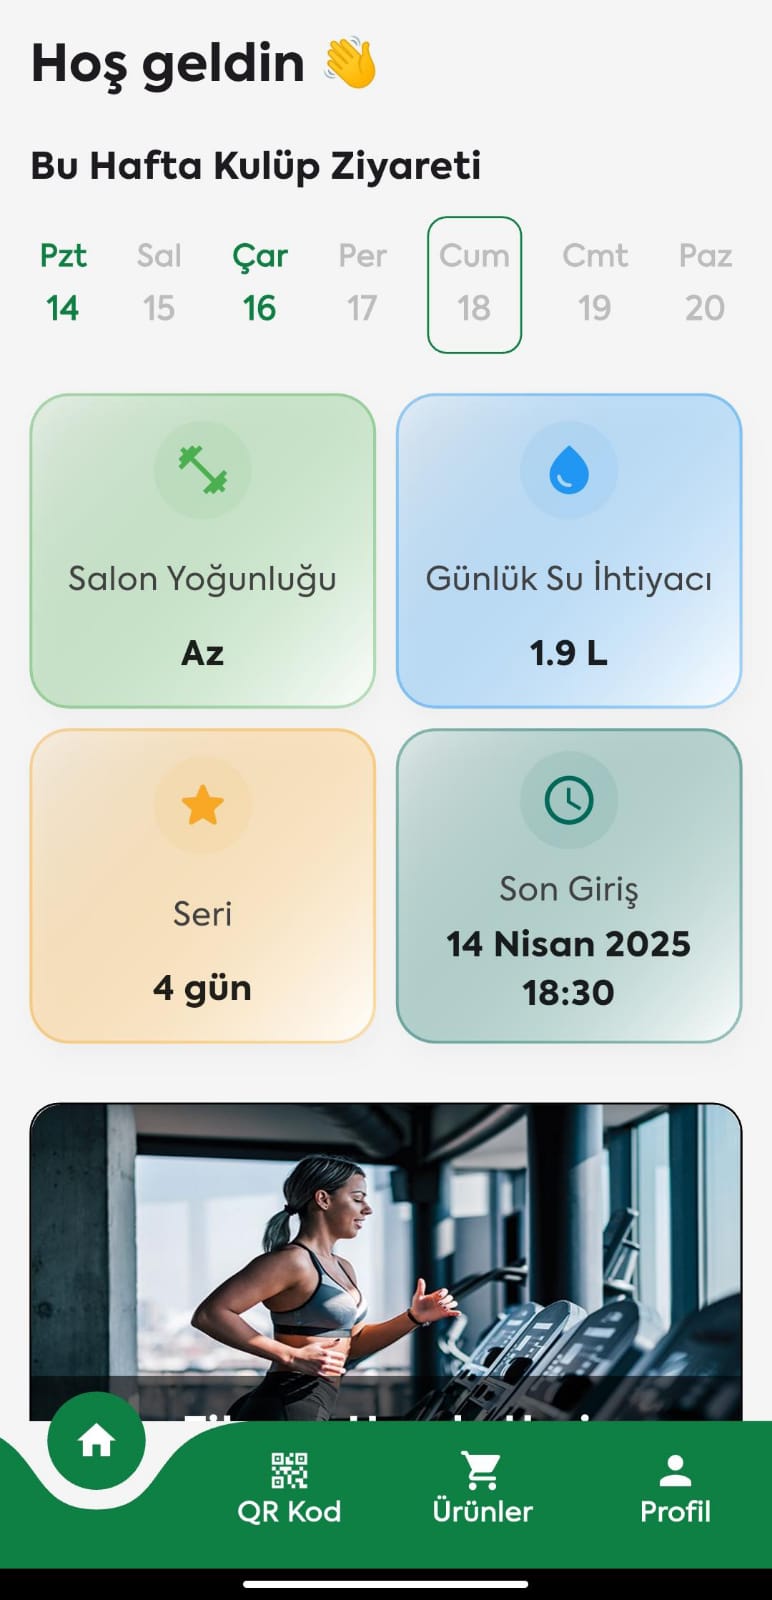 Hoş geldin 👋
Bu Hafta Kulüp Ziyareti
Pzt Sal Çar Per Cum Cmt Paz
14 15 16 17 18 19 20
Salon Yoğunluğu
Az
Günlük Su İhtiyacı
1.9 L
Seri
4 gün
Son Giriş
14 Nisan 2025
18:30
QR Kod
Ürünler
Profil